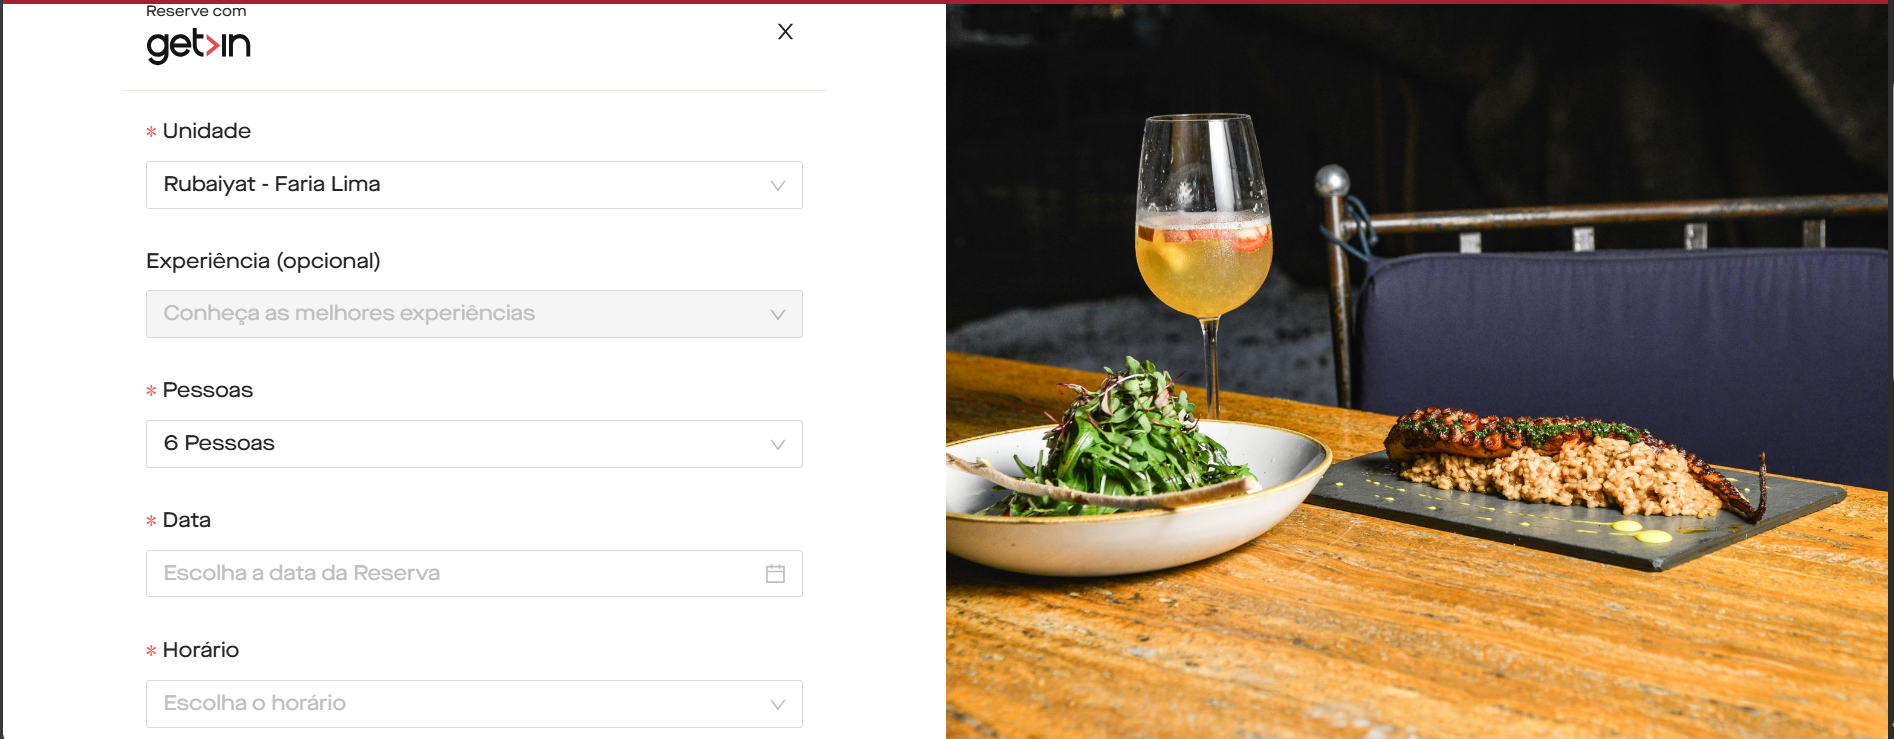 Reserve com
get>in
X
* Unidade
Rubaiyat - Faria Lima
Experiência (opcional)
Conheça as melhores experiências
* Pessoas
6 Pessoas
* Data
Escolha a data da Reserva
* Horário
Escolha o horário